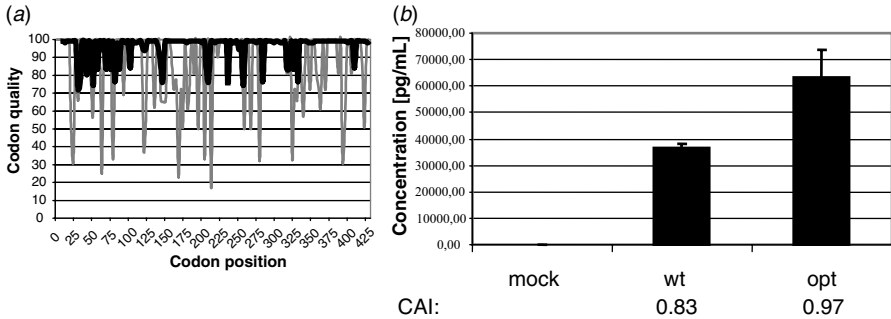 (a)
Codon quality
100
90
80
70
60
50
40
30
20
10
0
0 25 50 75 100 125 150 175 200 225 250 275 300 325 350 375 400 425
Codon position
(b)
Concentration [pg/mL]
80000,00
70000,00
60000,00
50000,00
40000,00
30000,00
20000,00
10000,00
0,00
mock wt opt
CAI: 0.83 0.97